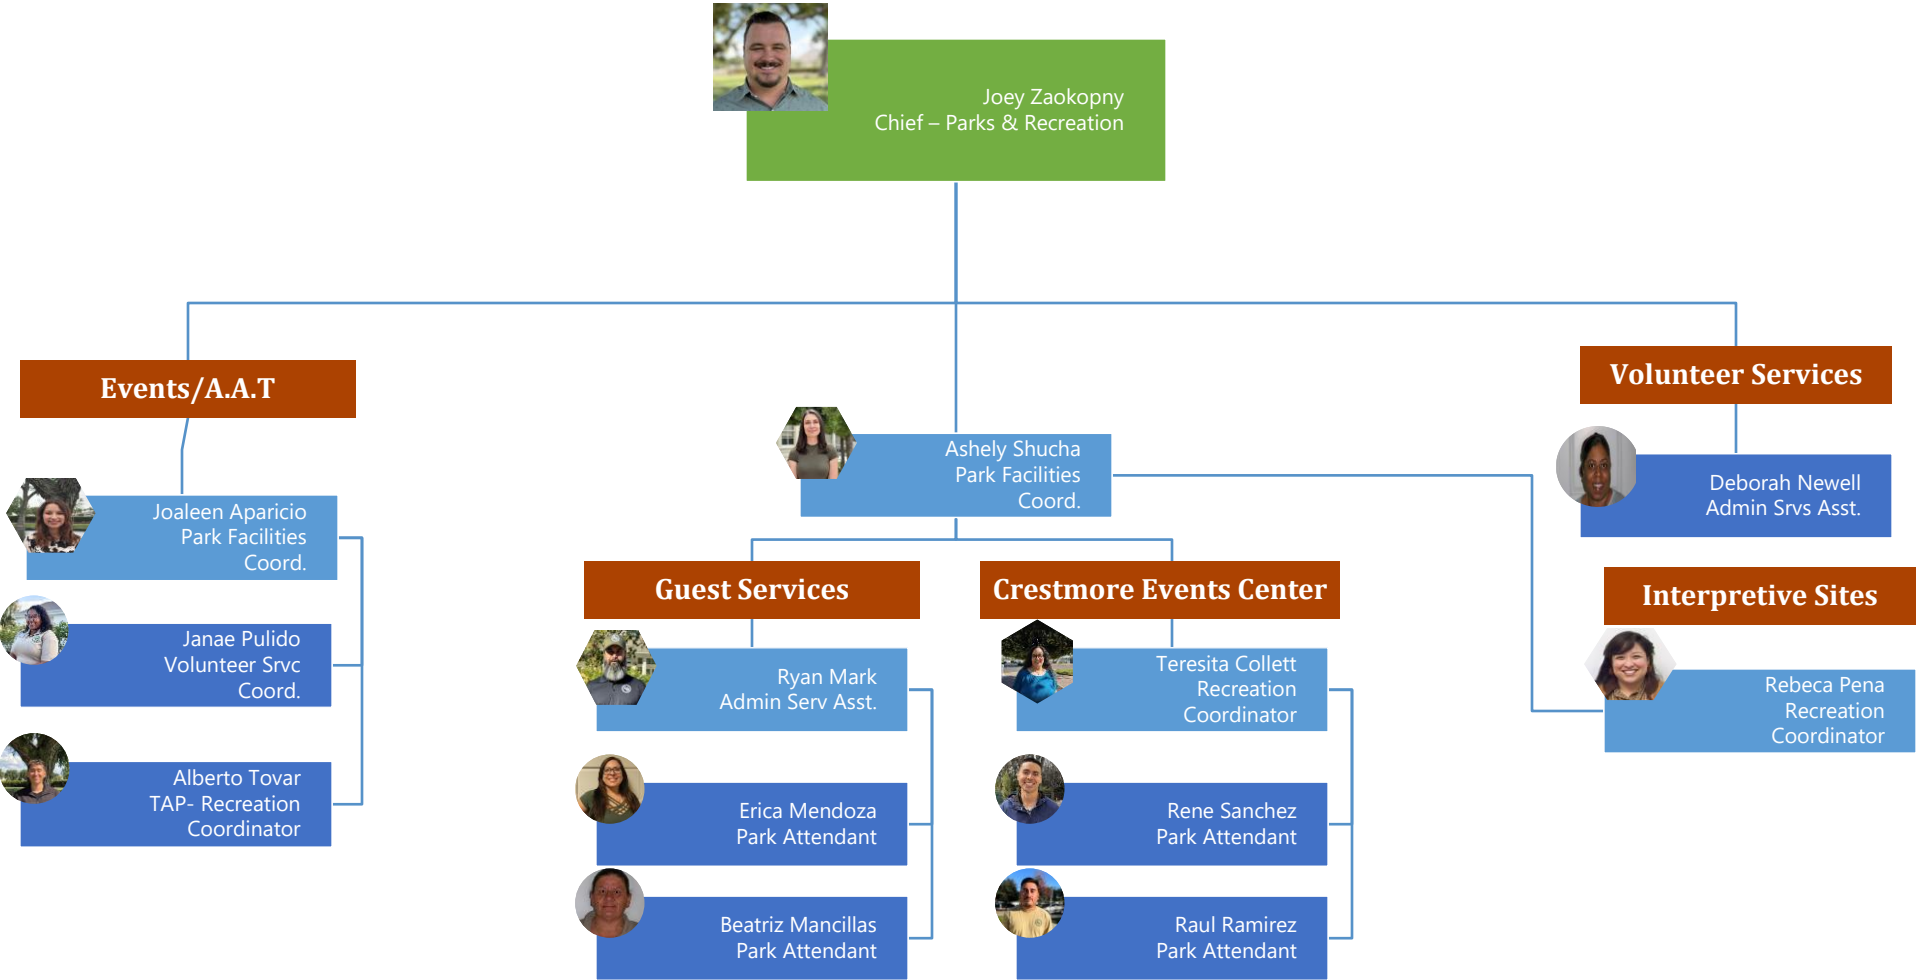 Joey Zaokopny
Chief – Parks & Recreation
Events/A.A.T
Joaleen Aparicio
Park Facilities
Coord.
Janae Pulido
Volunteer Srvc
Coord.
Alberto Tovar
TAP- Recreation
Coordinator
Ashely Shucha
Park Facilities
Coord.
Guest Services
Ryan Mark
Admin Serv Asst.
Erica Mendoza
Park Attendant
Beatriz Mancillas
Park Attendant
Crestmore Events Center
Teresita Collett
Recreation
Coordinator
Rene Sanchez
Park Attendant
Raul Ramirez
Park Attendant
Volunteer Services
Deborah Newell
Admin Srvs Asst.
Interpretive Sites
Rebeca Pena
Recreation
Coordinator